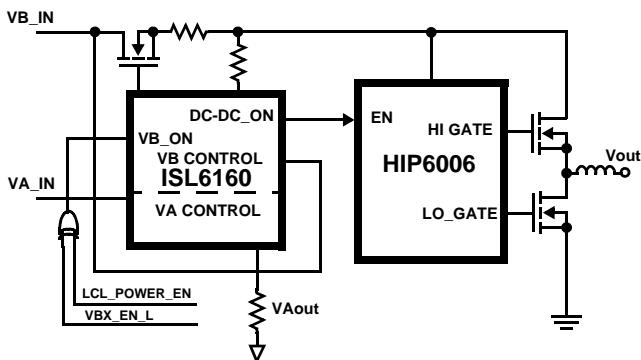 VB_IN
DC-DC_ON
EN
VB_ON
HI GATE
VB CONTROL
ISL6160
HIP6006
Vout
VA_IN
VA CONTROL
LO_GATE
LCL_POWER_EN
VAout
VBX_EN_L